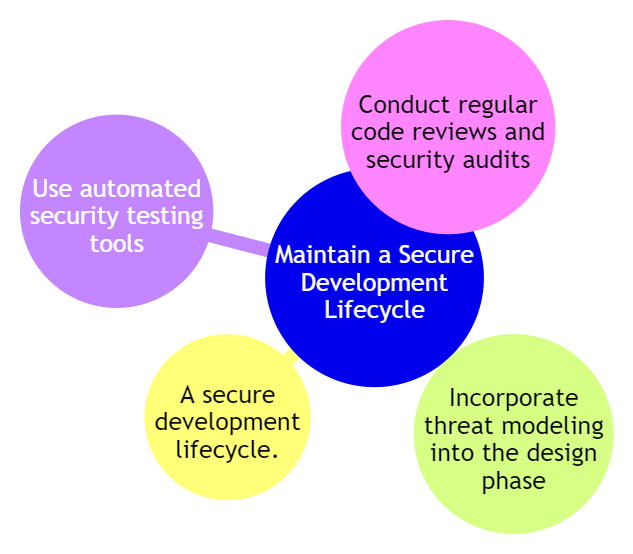 Conduct regular
code reviews and
security audits
Use automated
security testing
tools
Maintain a Secure
Development
Lifecycle
A secure
development
lifecycle.
Incorporate
threat modeling
into the design
phase